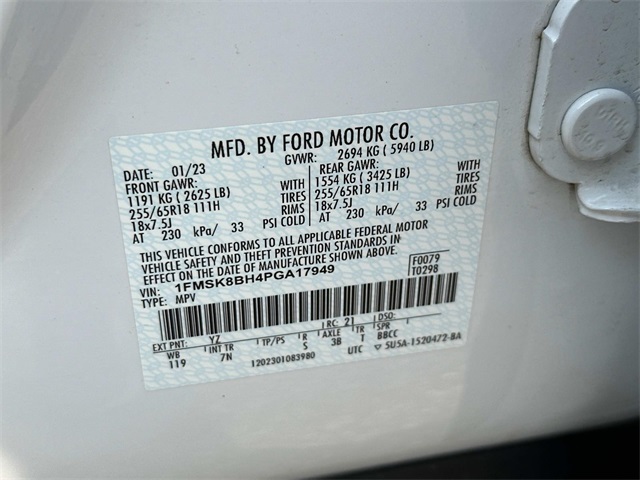 MFD. BY FORD MOTOR CO.
DATE: 01/23 GVWR: 2694 KG ( 5940 LB)
FRONT GAWR: WITH REAR GAWR: WITH
1191 KG ( 2625 LB) TIRES 1554 KG ( 3425 LB) TIRES
255/65R18 111H RIMS 255/65R18 111H RIMS
18x7.5J 18x7.5J
AT 230 kPa/ 33 PSI COLD AT 230 kPa/ 33 PSI COLD
THIS VEHICLE CONFORMS TO ALL APPLICABLE FEDERAL MOTOR
VEHICLE SAFETY AND THEFT PREVENTION STANDARDS IN
EFFECT ON THE DATE OF MANUFACTURE SHOWN ABOVE.
VIN: 1FMSK8BH4PGA17949 F0079
TYPE: MPV T0298
EXT PNT: YZ RC: 21 DSO:
WB INT TR TP/PS R AXLE TR SPR
119 7N S 3B T BBCC
1202301083980 UTC 5U5A-1520472-BA